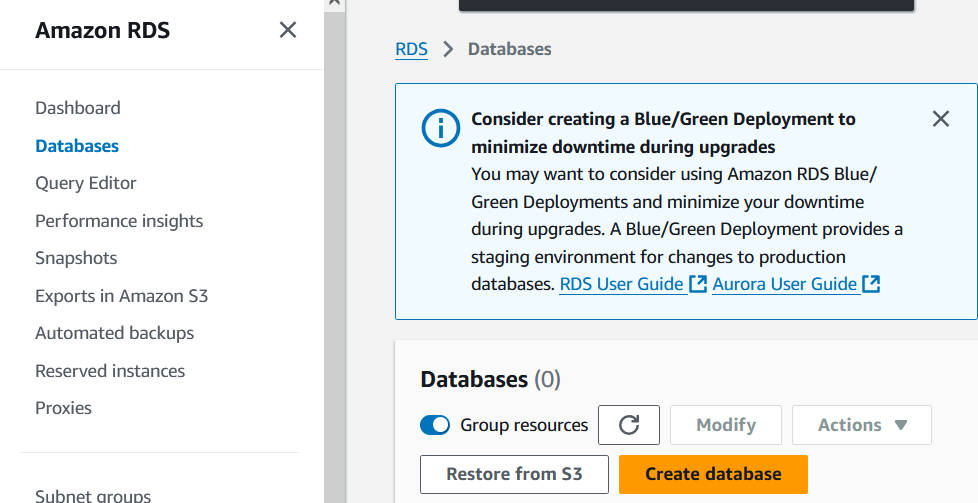 Amazon RDS
Dashboard
Databases
Query Editor
Performance insights
Snapshots
Exports in Amazon S3
Automated backups
Reserved instances
Proxies
Subnet groups
RDS > Databases
Consider creating a Blue/Green Deployment to
minimize downtime during upgrades
You may want to consider using Amazon RDS Blue/
Green Deployments and minimize your downtime
during upgrades. A Blue/Green Deployment provides a
staging environment for changes to production
databases. RDS User Guide Aurora User Guide
Databases (0)
Group resources Modify Actions
Restore from S3 Create database